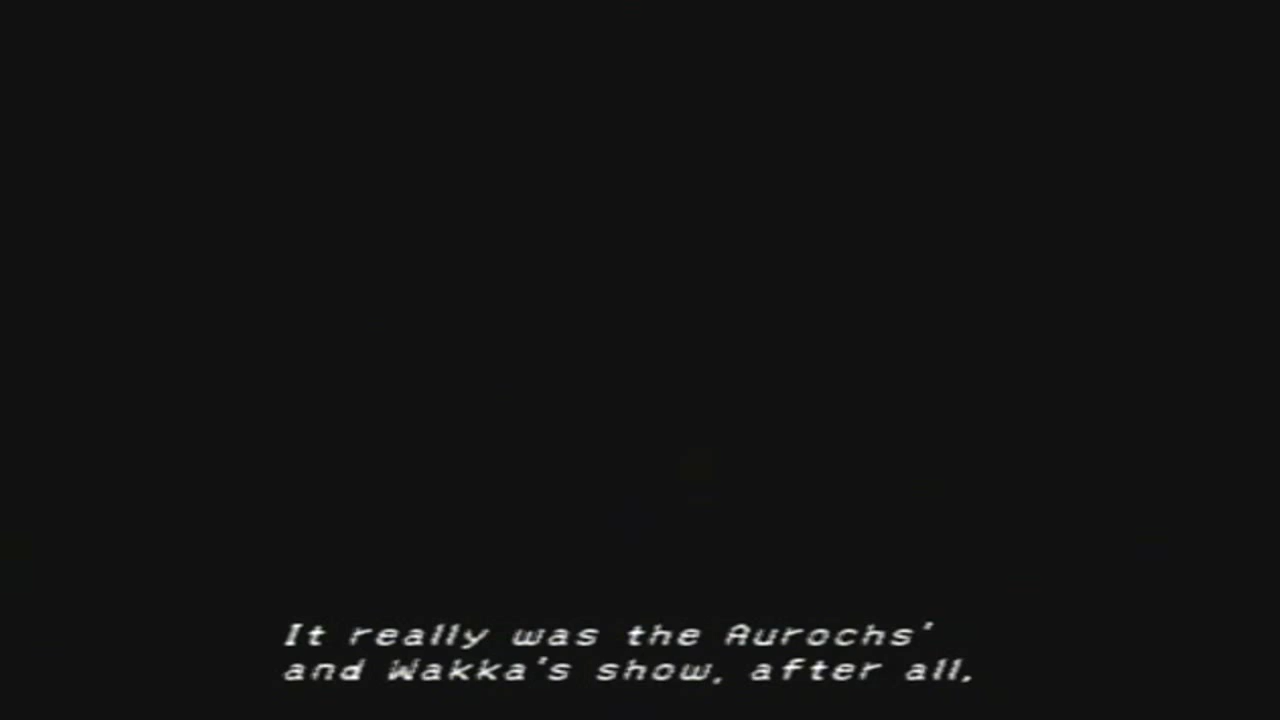 It really was the Aurochs'
and Wakka's show, after all.